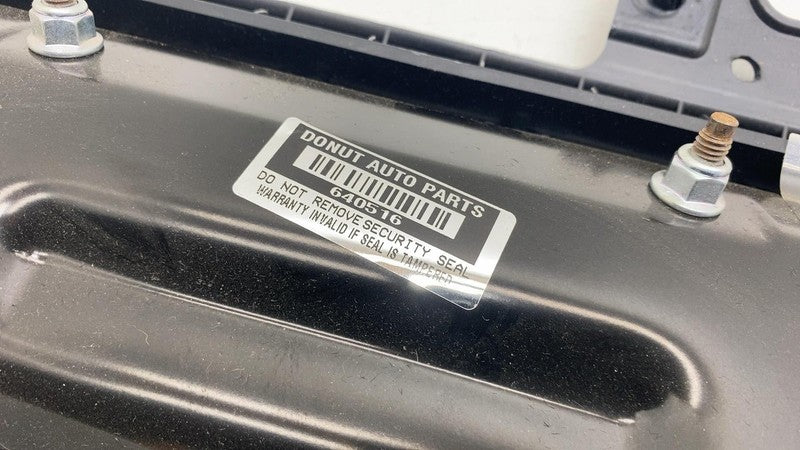 DONUT AUTO PARTS
640516
DO NOT REMOVE SECURITY SEAL
WARRANTY INVALID IF SEAL IS TAMPERED